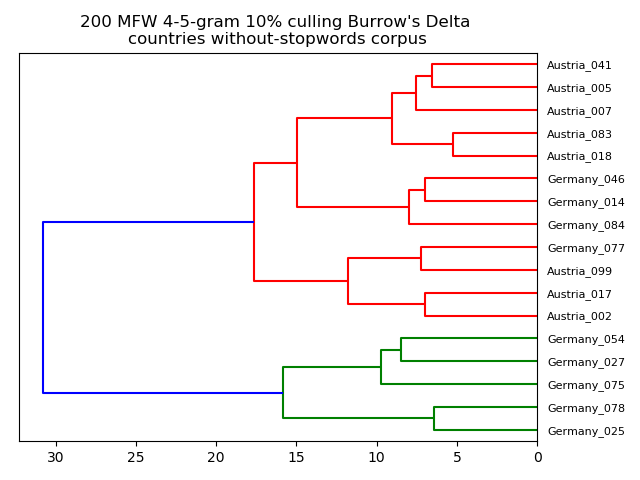 200 MFW 4-5-gram 10% culling Burrow's Delta
countries without-stopwords corpus
Austria_041
Austria_005
Austria_007
Austria_083
Austria_018
Germany_046
Germany_014
Germany_084
Germany_077
Austria_099
Austria_017
Austria_002
Germany_054
Germany_027
Germany_075
Germany_078
Germany_025
30 25 20 15 10 5 0